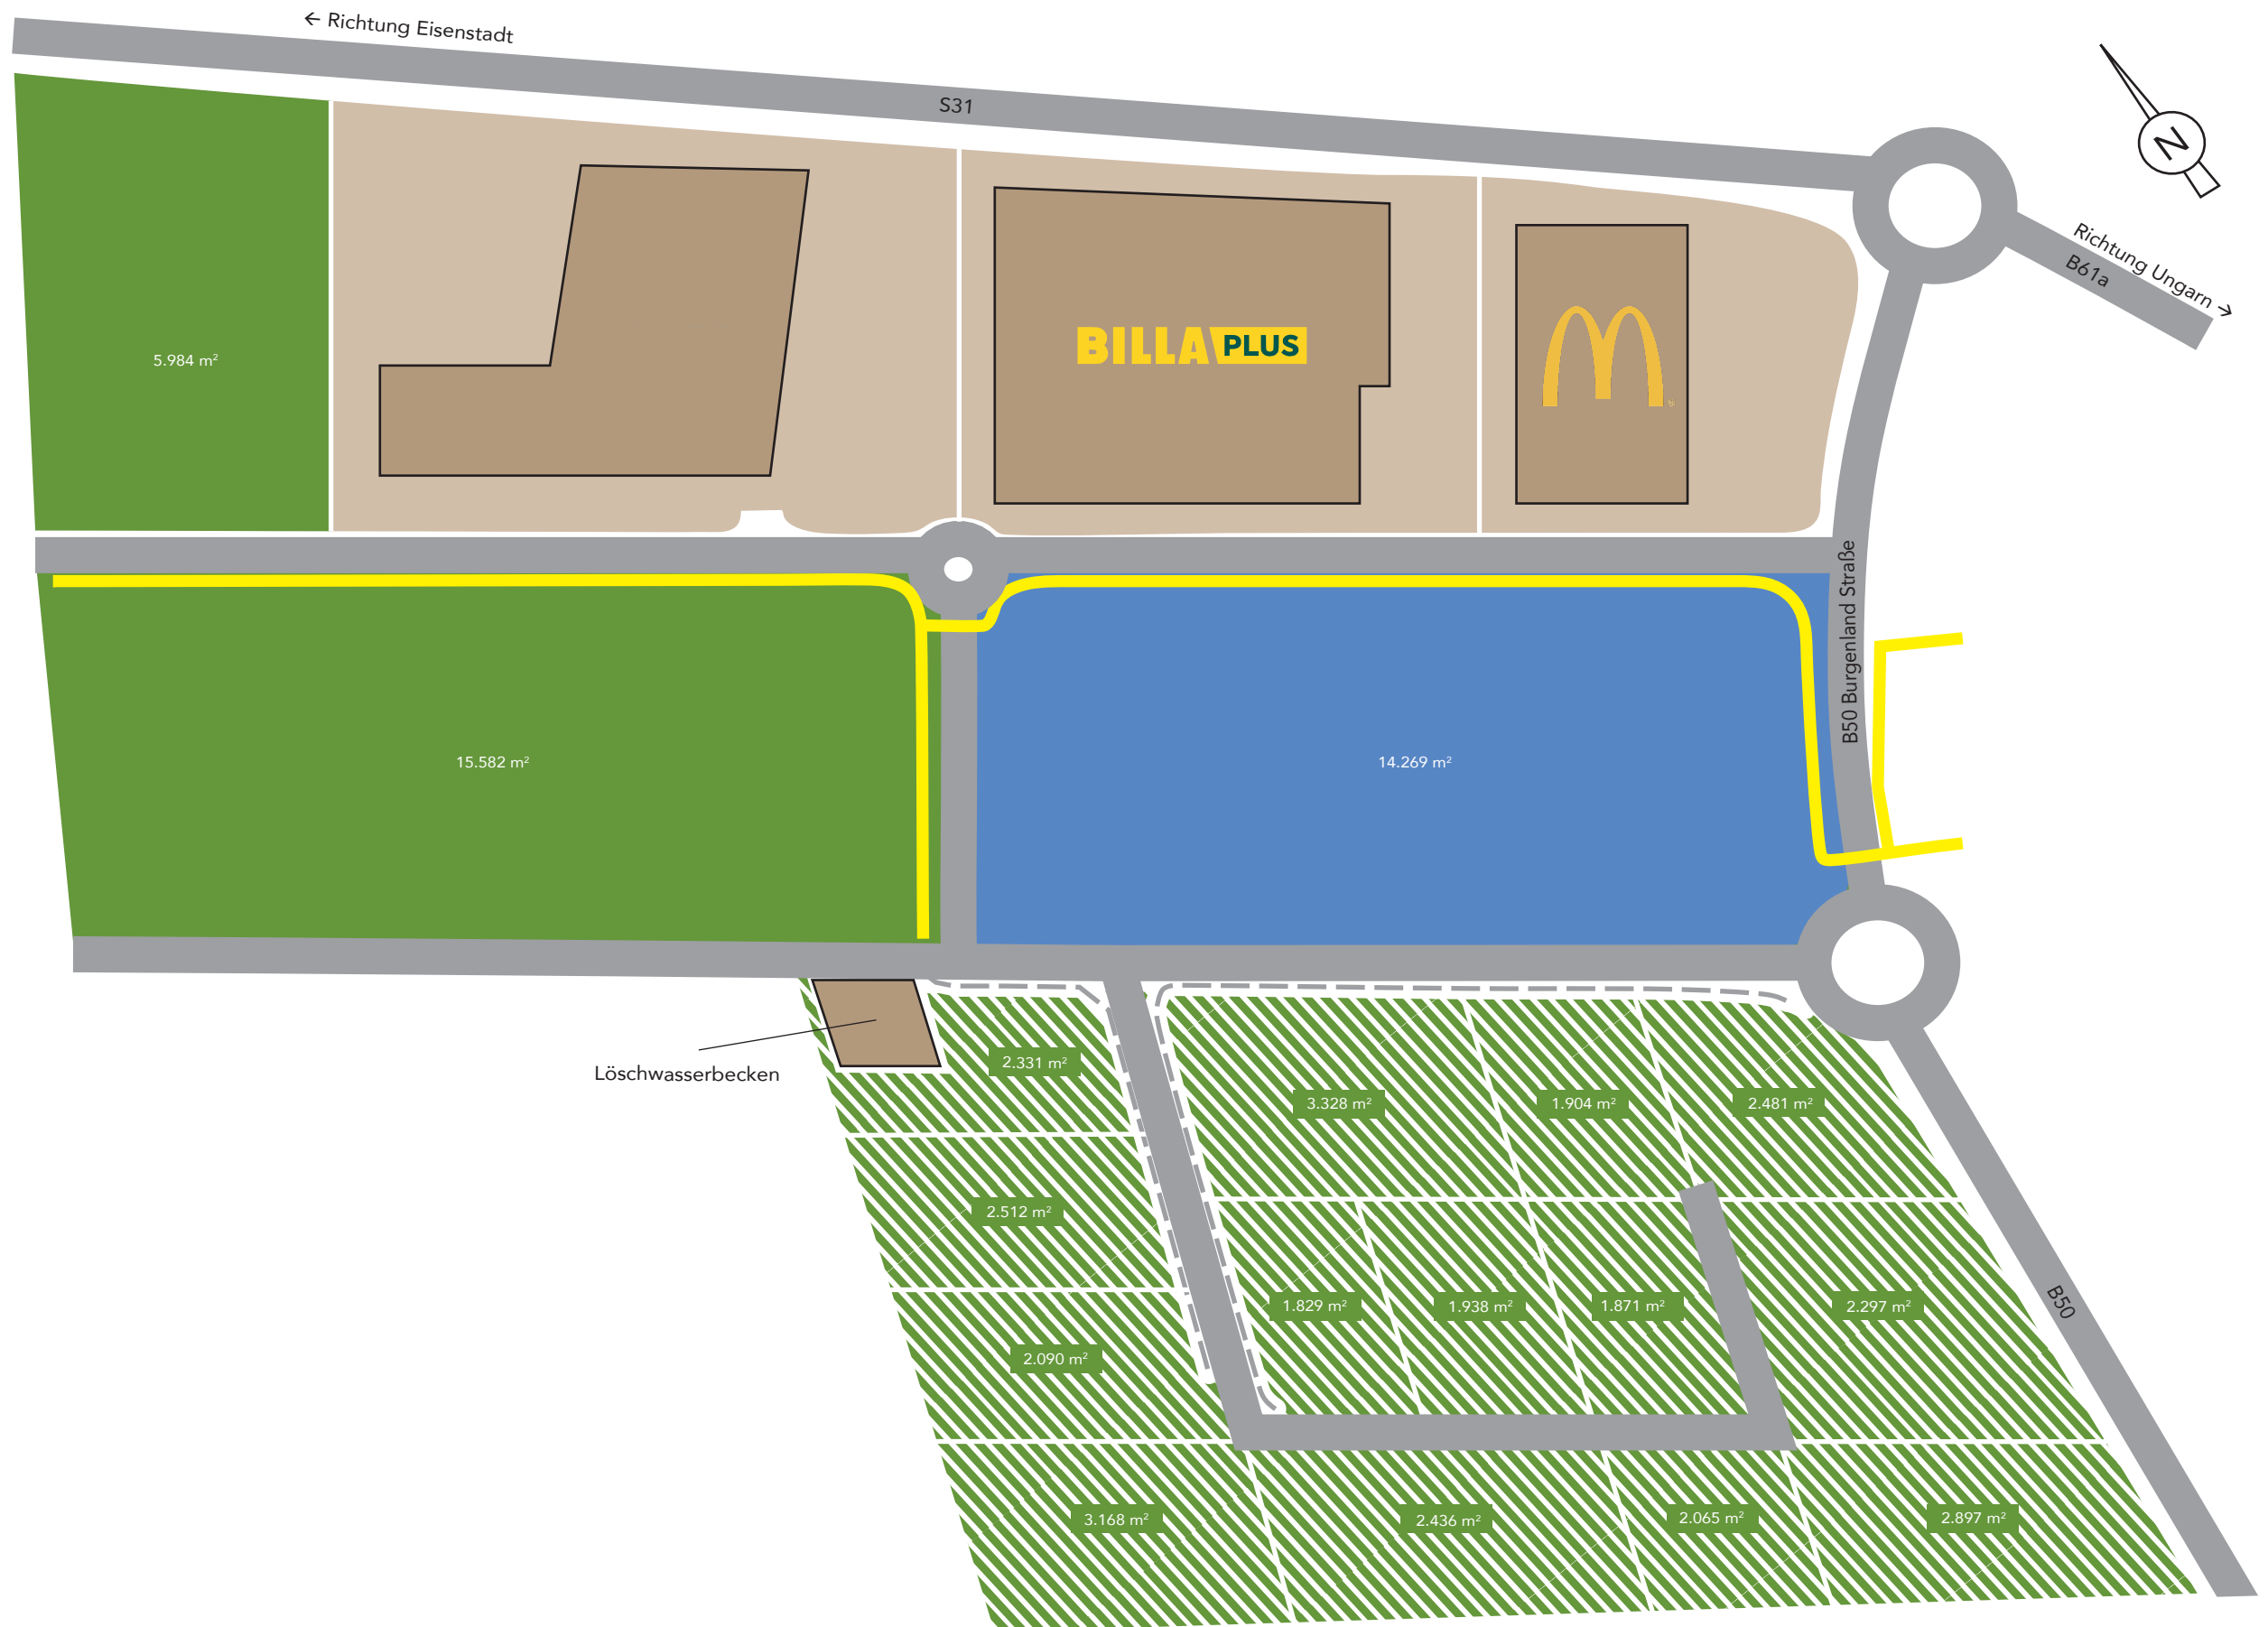 ← Richtung Eisenstadt
S31
N
Richtung Ungarn →
B61a
5.984 m²
BILLA PLUS
B50 Burgenland Straße
15.582 m²
14.269 m²
Löschwasserbecken
2.331 m²
3.328 m²
1.904 m²
2.481 m²
2.512 m²
1.829 m²
1.938 m²
1.871 m²
2.297 m²
B50
2.090 m²
3.168 m²
2.436 m²
2.065 m²
2.897 m²